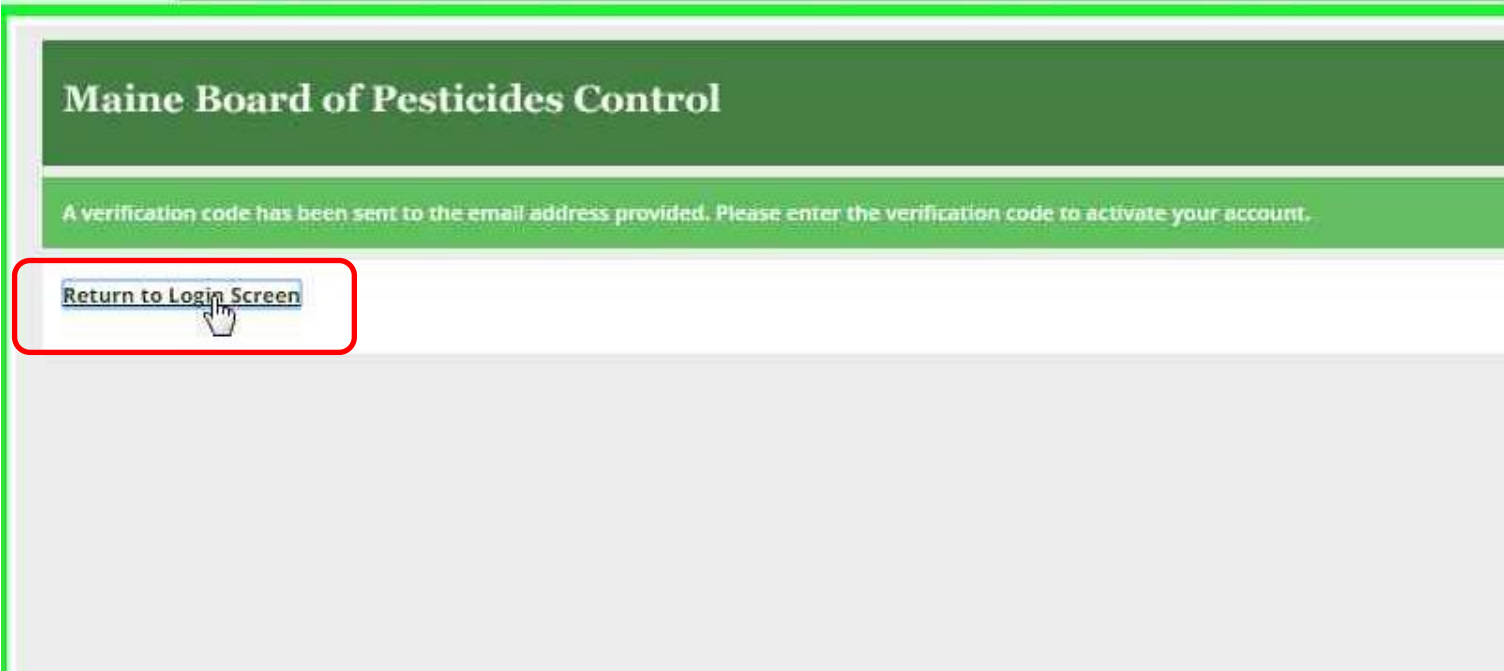 Maine Board of Pesticides Control
A verification code has been sent to the email address provided. Please enter the verification code to activate your account.
Return to Login Screen